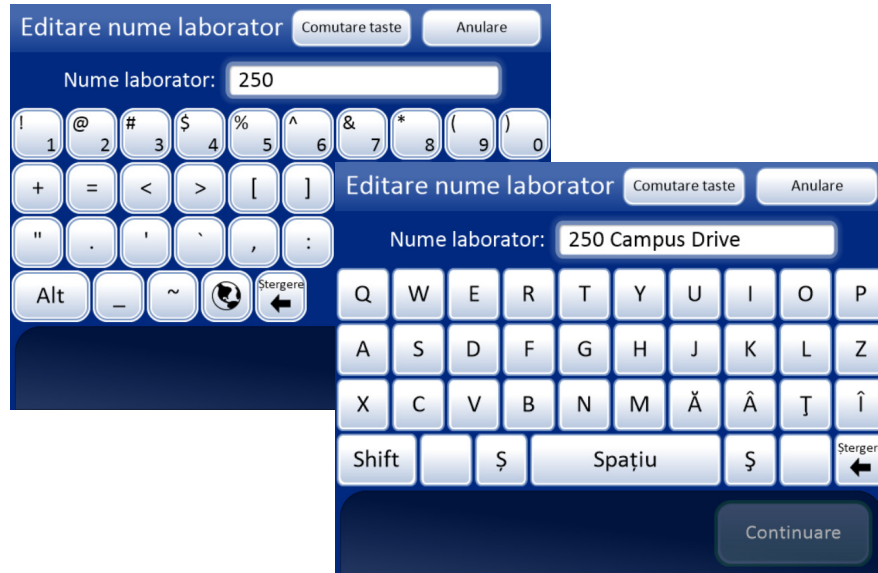 Editare nume laborator Comutare taste Anulare
Nume laborator: 250
! 1 @ 2 # 3 $ 4 % 5 ^ 6 & 7 * 8 ( 9 ) 0
+ = < > [ ]
" . ' ` , :
Alt _ ~ Ștergere
Editare nume laborator Comutare taste Anulare
Nume laborator: 250 Campus Drive
Q W E R T Y U I O P
A S D F G H J K L Z
X C V B N M Ă Â Ţ Î
Shift Ș Spațiu Ş Șterger
Continuare